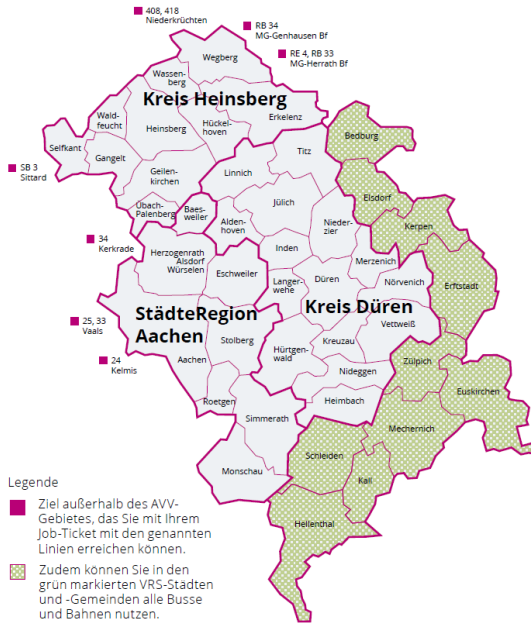 408, 418
Niederkrüchten
RB 34
MG-Genhausen Bf
RE 4, RB 33
MG-Herrath Bf
Wegberg
Wassen-
berg
Kreis Heinsberg
Wald-
feucht
Heinsberg
Hückel-
hoven
Erkelenz
Selfkant
Gangelt
SB 3
Sittard
Geilen-
kirchen
Linnich
Titz
Bedburg
Übach-
Palenberg
Baes-
weiler
Alden-
hoven
Jülich
Nieder-
zier
Elsdorf
Kerpen
34
Kerkrade
Herzogenrath
Alsdorf
Würselen
Eschweiler
Inden
Langer-
wehe
Düren
Merzenich
Nörvenich
Erftstadt
StädteRegion
Aachen
Kreis Düren
25, 33
Vaals
Stolberg
Vettweiß
Kreuzau
Hürtgen-
wald
24
Kelmis
Aachen
Nideggen
Zülpich
Euskirchen
Roetgen
Heimbach
Simmerath
Mechernich
Monschau
Schleiden
Kall
Hellenthal
Legende
Ziel außerhalb des AVV-
Gebietes, das Sie mit Ihrem
Job-Ticket mit den genannten
Linien erreichen können.
Zudem können Sie in den
grün markierten VRS-Städten
und -Gemeinden alle Busse
und Bahnen nutzen.